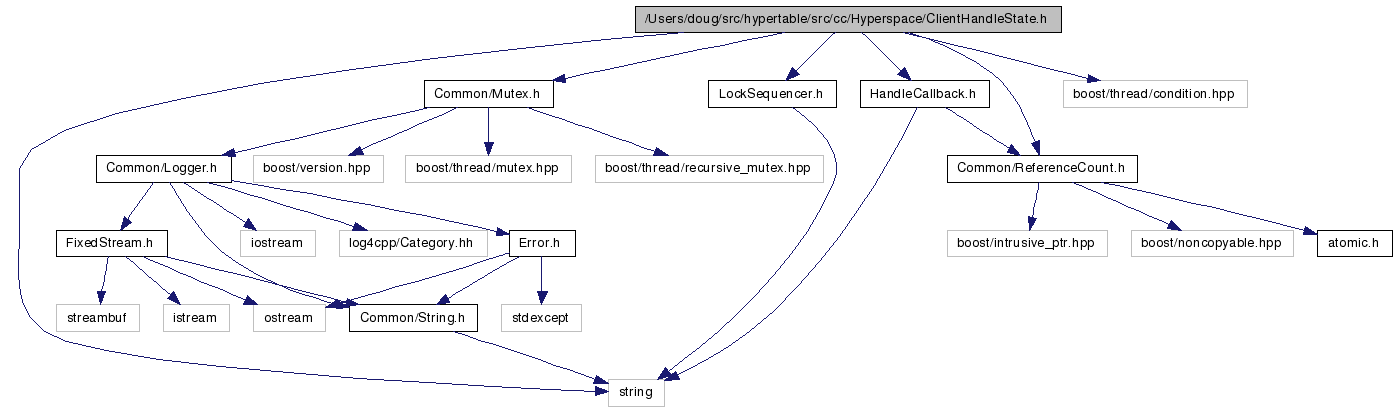 /Users/doug/src/hypertable/src/cc/Hyperspace/ClientHandleState.h
Common/Mutex.h
LockSequencer.h
HandleCallback.h
boost/thread/condition.hpp
Common/Logger.h
boost/version.hpp
boost/thread/mutex.hpp
boost/thread/recursive_mutex.hpp
Common/ReferenceCount.h
FixedStream.h
iostream
log4cpp/Category.hh
Error.h
boost/intrusive_ptr.hpp
boost/noncopyable.hpp
atomic.h
streambuf
istream
ostream
Common/String.h
stdexcept
string